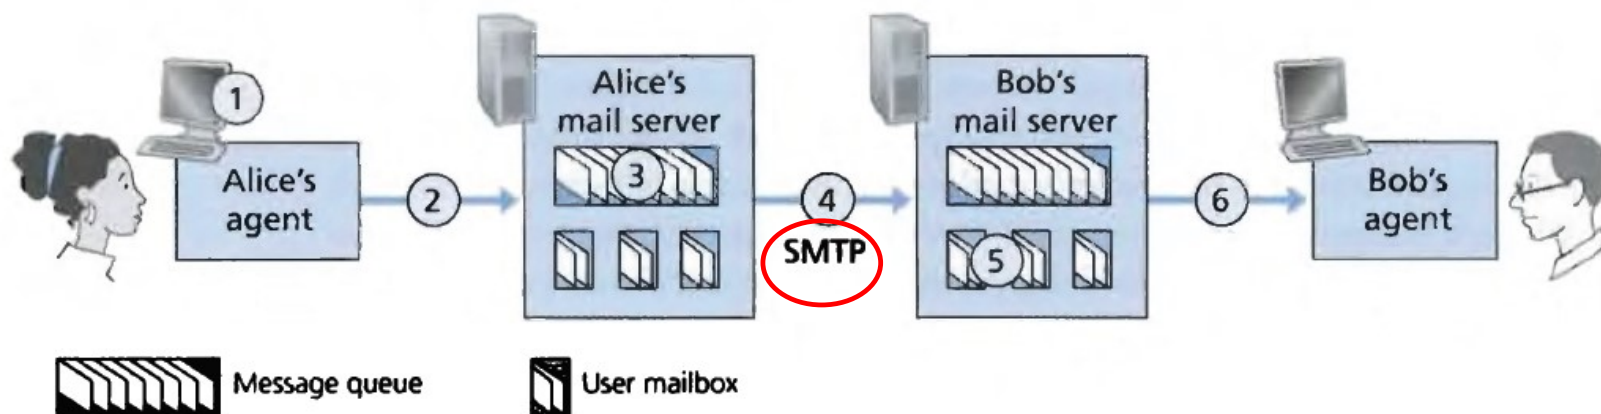 1
Alice's
agent
2
Alice's
mail server
3
4
SMTP
Bob's
mail server
5
6
Bob's
agent
Message queue
User mailbox